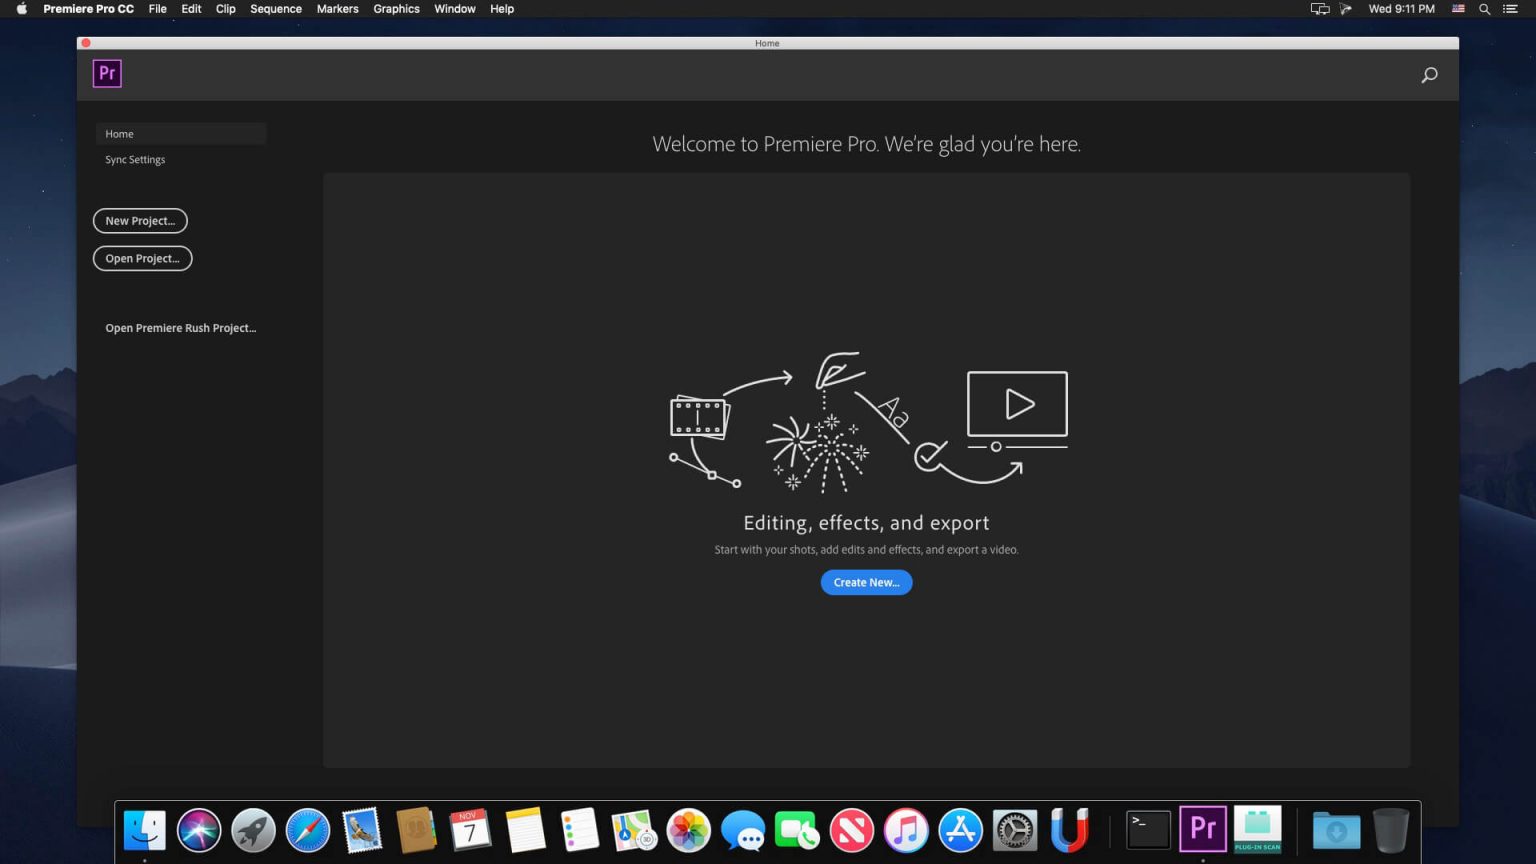 Premiere Pro CC File Edit Clip Sequence Markers Graphics Window Help Wed 9:11 PM
Home
Pr
Home
Sync Settings
Welcome to Premiere Pro. We're glad you're here.
New Project...
Open Project...
Open Premiere Rush Project...
Aa
Editing, effects, and export
Start with your shots, add edits and effects, and export a video.
Create New...
NOV
7
3D
>_
Pr
PLUG-IN SCAN